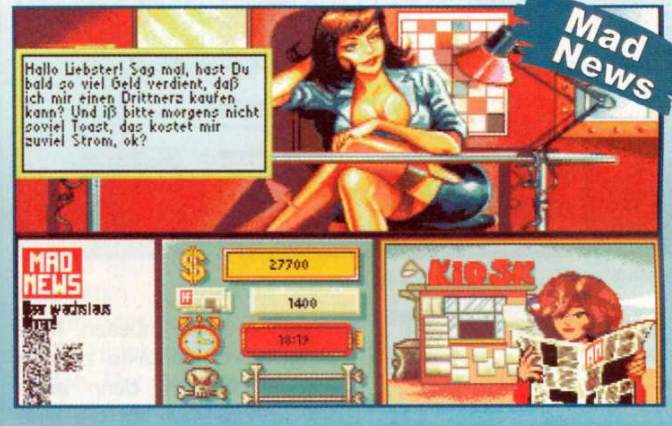 Mad
News
Hallo Liebster! Sag mal, hast Du
bald so viel Geld verdient, daß
ich mir einen Drittnerz kaufen
kann? Und iß bitte morgens nicht
soviel Toast, das kostet mir
zuviel Strom, ok?
MAD
NEWS
$
27700
1400
18:19
KIOSK